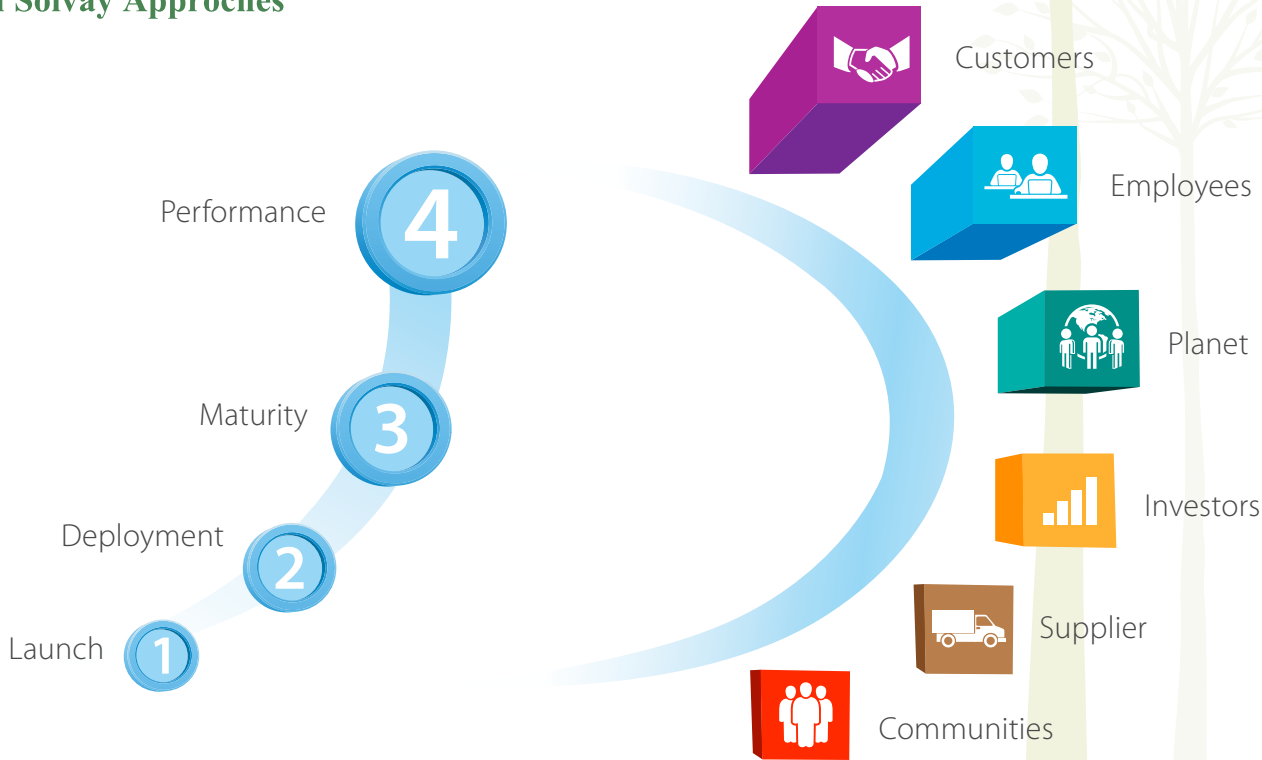 Solvay Approches
Customers
Employees
Performance
4
Planet
Maturity
3
Investors
Deployment
2
Supplier
Launch
1
Communities